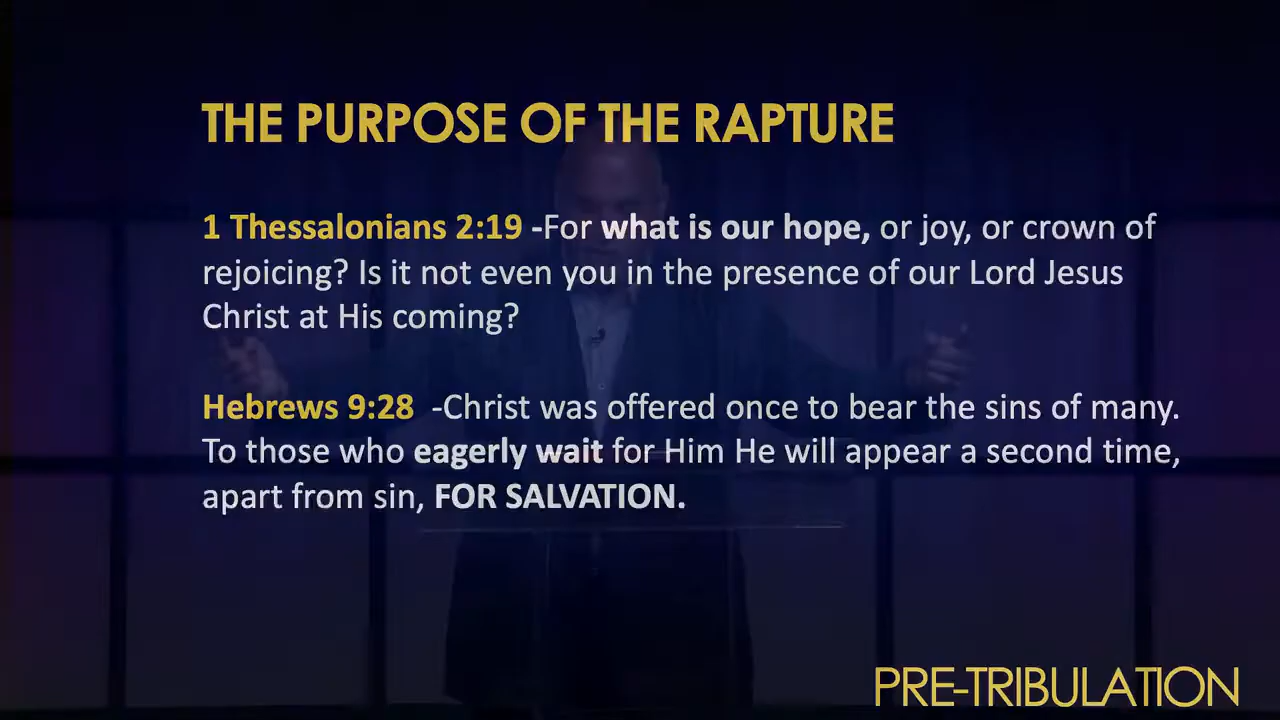 THE PURPOSE OF THE RAPTURE
1 Thessalonians 2:19 -For what is our hope, or joy, or crown of
rejoicing? Is it not even you in the presence of our Lord Jesus
Christ at His coming?
Hebrews 9:28 -Christ was offered once to bear the sins of many.
To those who eagerly wait for Him He will appear a second time,
apart from sin, FOR SALVATION.
PRE-TRIBULATION